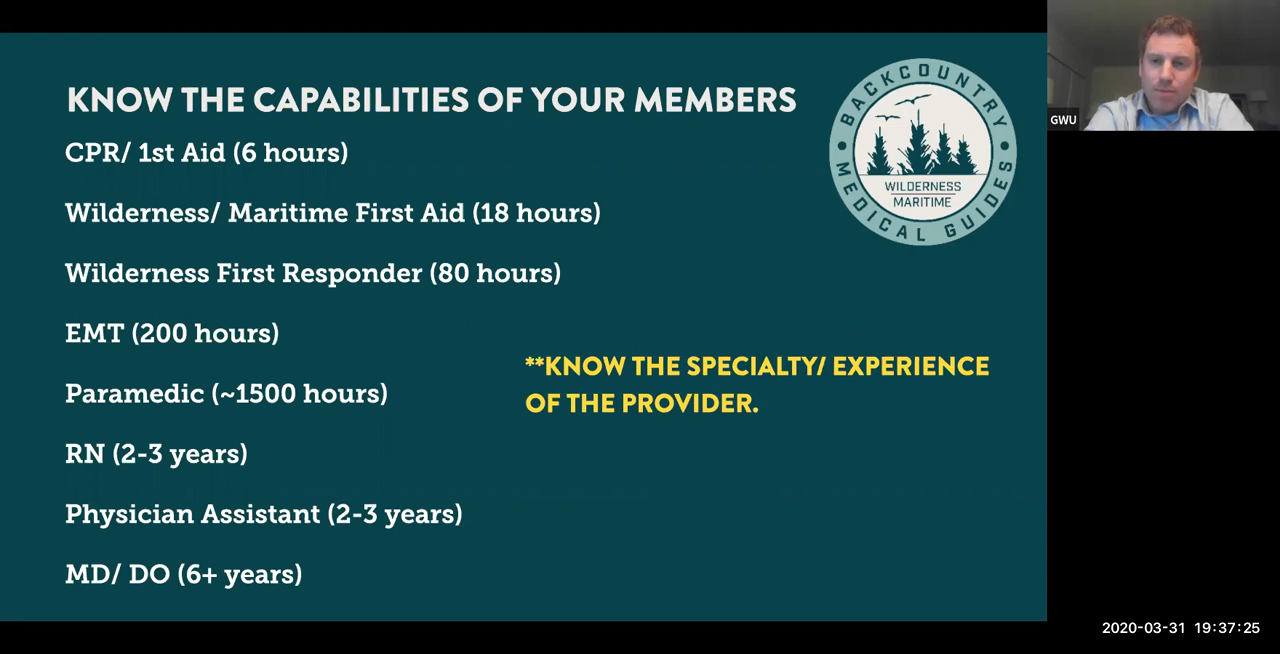 KNOW THE CAPABILITIES OF YOUR MEMBERS
CPR/ 1st Aid (6 hours)
Wilderness/ Maritime First Aid (18 hours)
Wilderness First Responder (80 hours)
EMT (200 hours)
Paramedic (~1500 hours)
RN (2-3 years)
Physician Assistant (2-3 years)
MD/ DO (6+ years)
**KNOW THE SPECIALTY/ EXPERIENCE
OF THE PROVIDER.
BACKCOUNTRY
WILDERNESS
MARITIME
MEDICAL GUIDES
GWU
2020-03-31 19:37:25